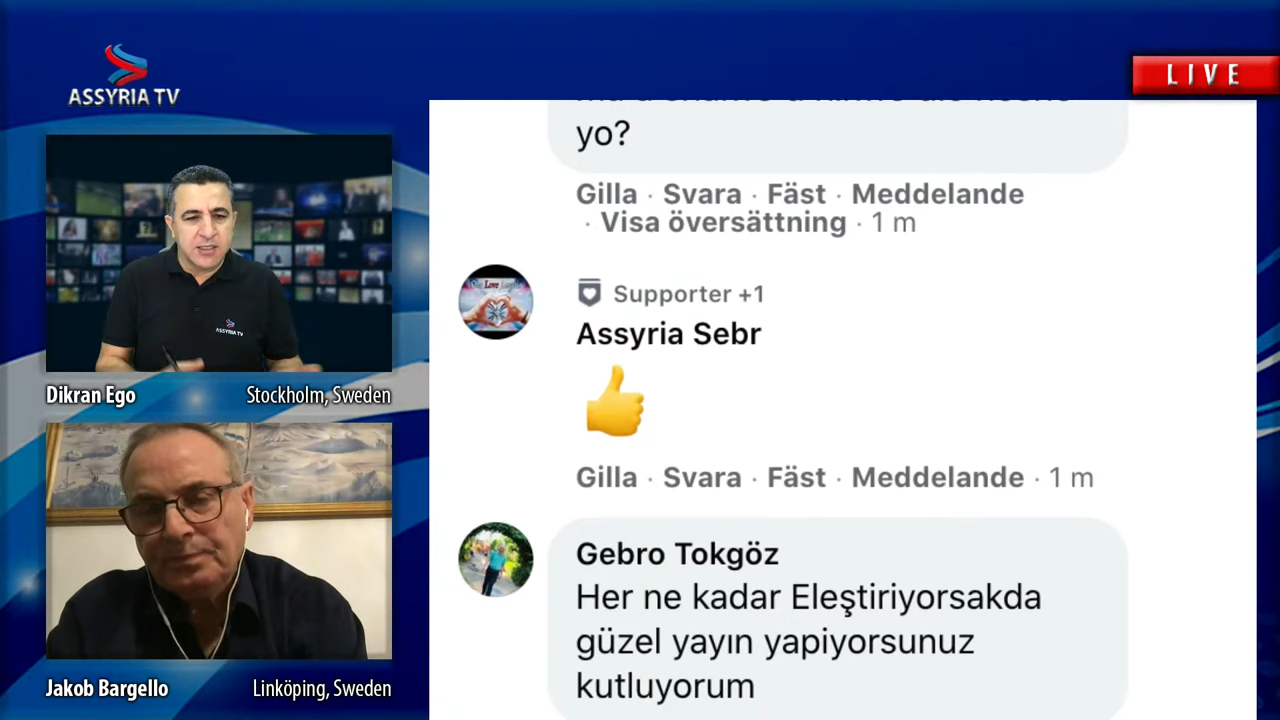 ASSYRIA TV
LIVE
yo?
Gilla · Svara · Fäst · Meddelande
· Visa översättning · 1 m
Supporter +1
Assyria Sebr
Gilla · Svara · Fäst · Meddelande · 1 m
Gebro Tokgöz
Her ne kadar Eleştiriyorsakda
güzel yayın yapiyorsunuz
kutluyorum
ASSYRIA TV
Dikran Ego
Stockholm, Sweden
Jakob Bargello
Linköping, Sweden